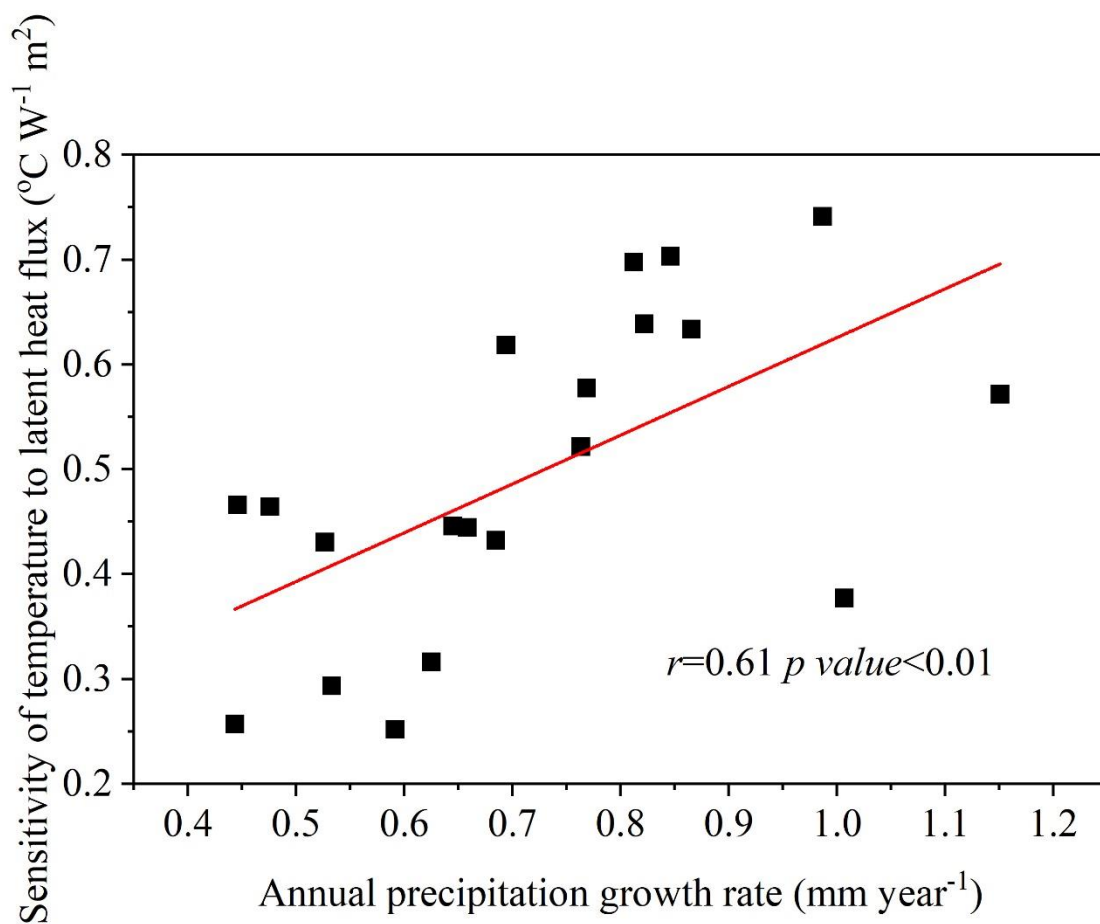 Sensitivity of temperature to latent heat flux (°C W⁻¹ m²)
0.8
0.7
0.6
0.5
0.4
0.3
0.2
r=0.61 p value<0.01
0.4 0.5 0.6 0.7 0.8 0.9 1.0 1.1 1.2
Annual precipitation growth rate (mm year⁻¹)